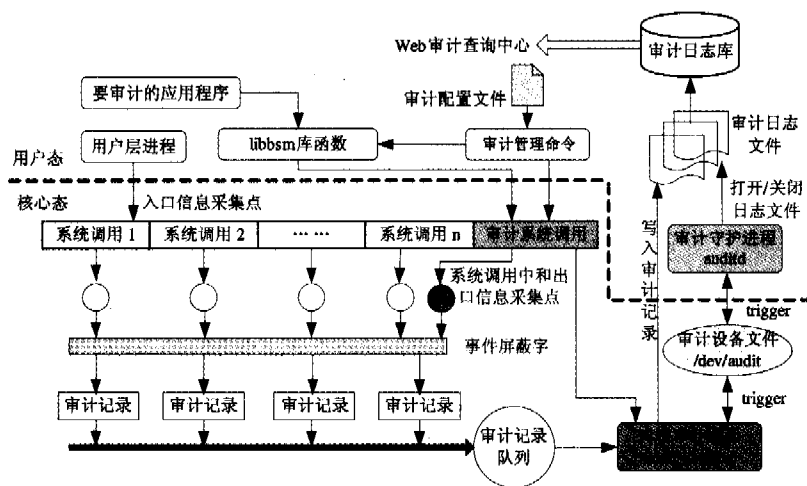 Web审计查询中心
审计日志库
要审计的应用程序
审计配置文件
审计日志
文件
用户层进程
libbsm库函数
审计管理命令
用户态
核心态
入口信息采集点
打开/关闭
日志文件
系统调用 1
系统调用 2
… …
系统调用 n
审计系统调用
写入审计记录
审计守护进程
auditd
系统调用中和出
口信息采集点
trigger
事件屏蔽字
审计设备文件
/dev/audit
trigger
审计记录
审计记录
审计记录
审计记录
审计记录
队列